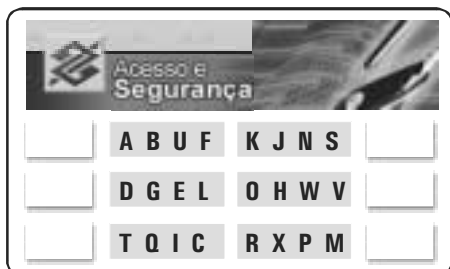 Acesso e
Segurança
A B U F K J N S
D G E L O H W V
T Q I C R X P M